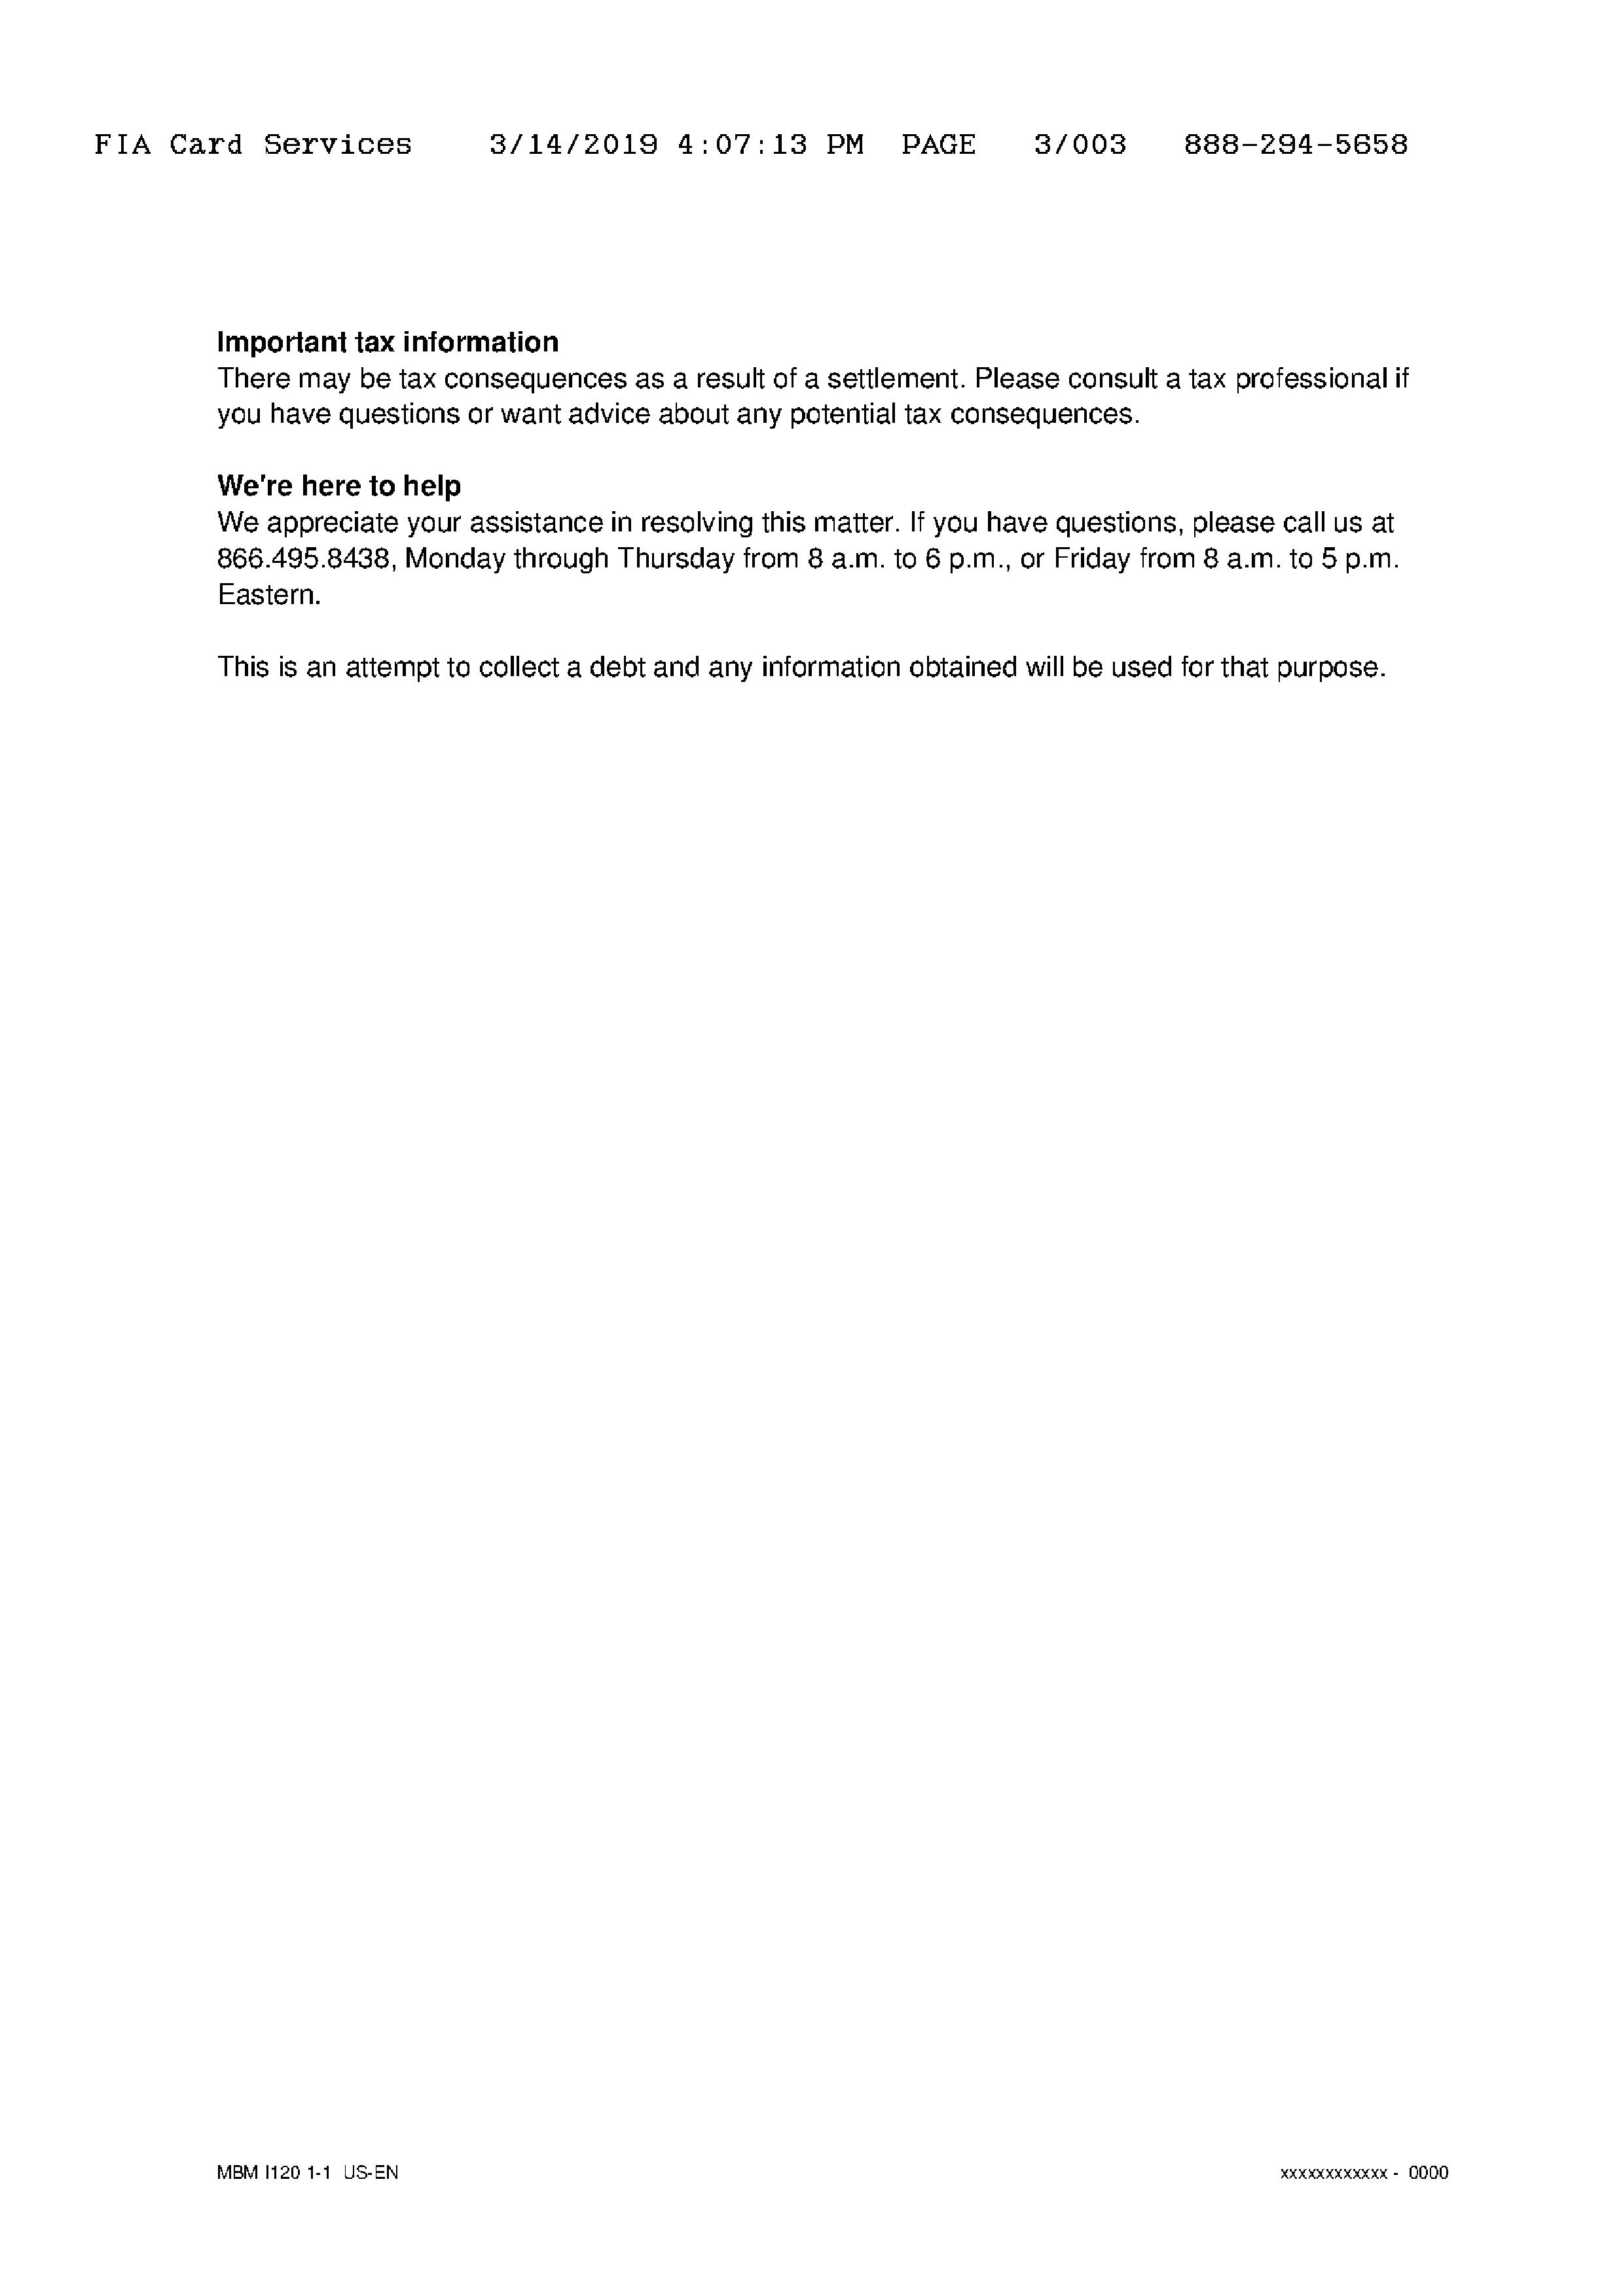 FIA Card Services 3/14/2019 4:07:13 PM PAGE 3/003 888-294-5658
Important tax information
There may be tax consequences as a result of a settlement. Please consult a tax professional if
you have questions or want advice about any potential tax consequences.
We're here to help
We appreciate your assistance in resolving this matter. If you have questions, please call us at
866.495.8438, Monday through Thursday from 8 a.m. to 6 p.m., or Friday from 8 a.m. to 5 p.m.
Eastern.
This is an attempt to collect a debt and any information obtained will be used for that purpose.
MBM I120 1-1 US-EN xxxxxxxxxxxx - 0000